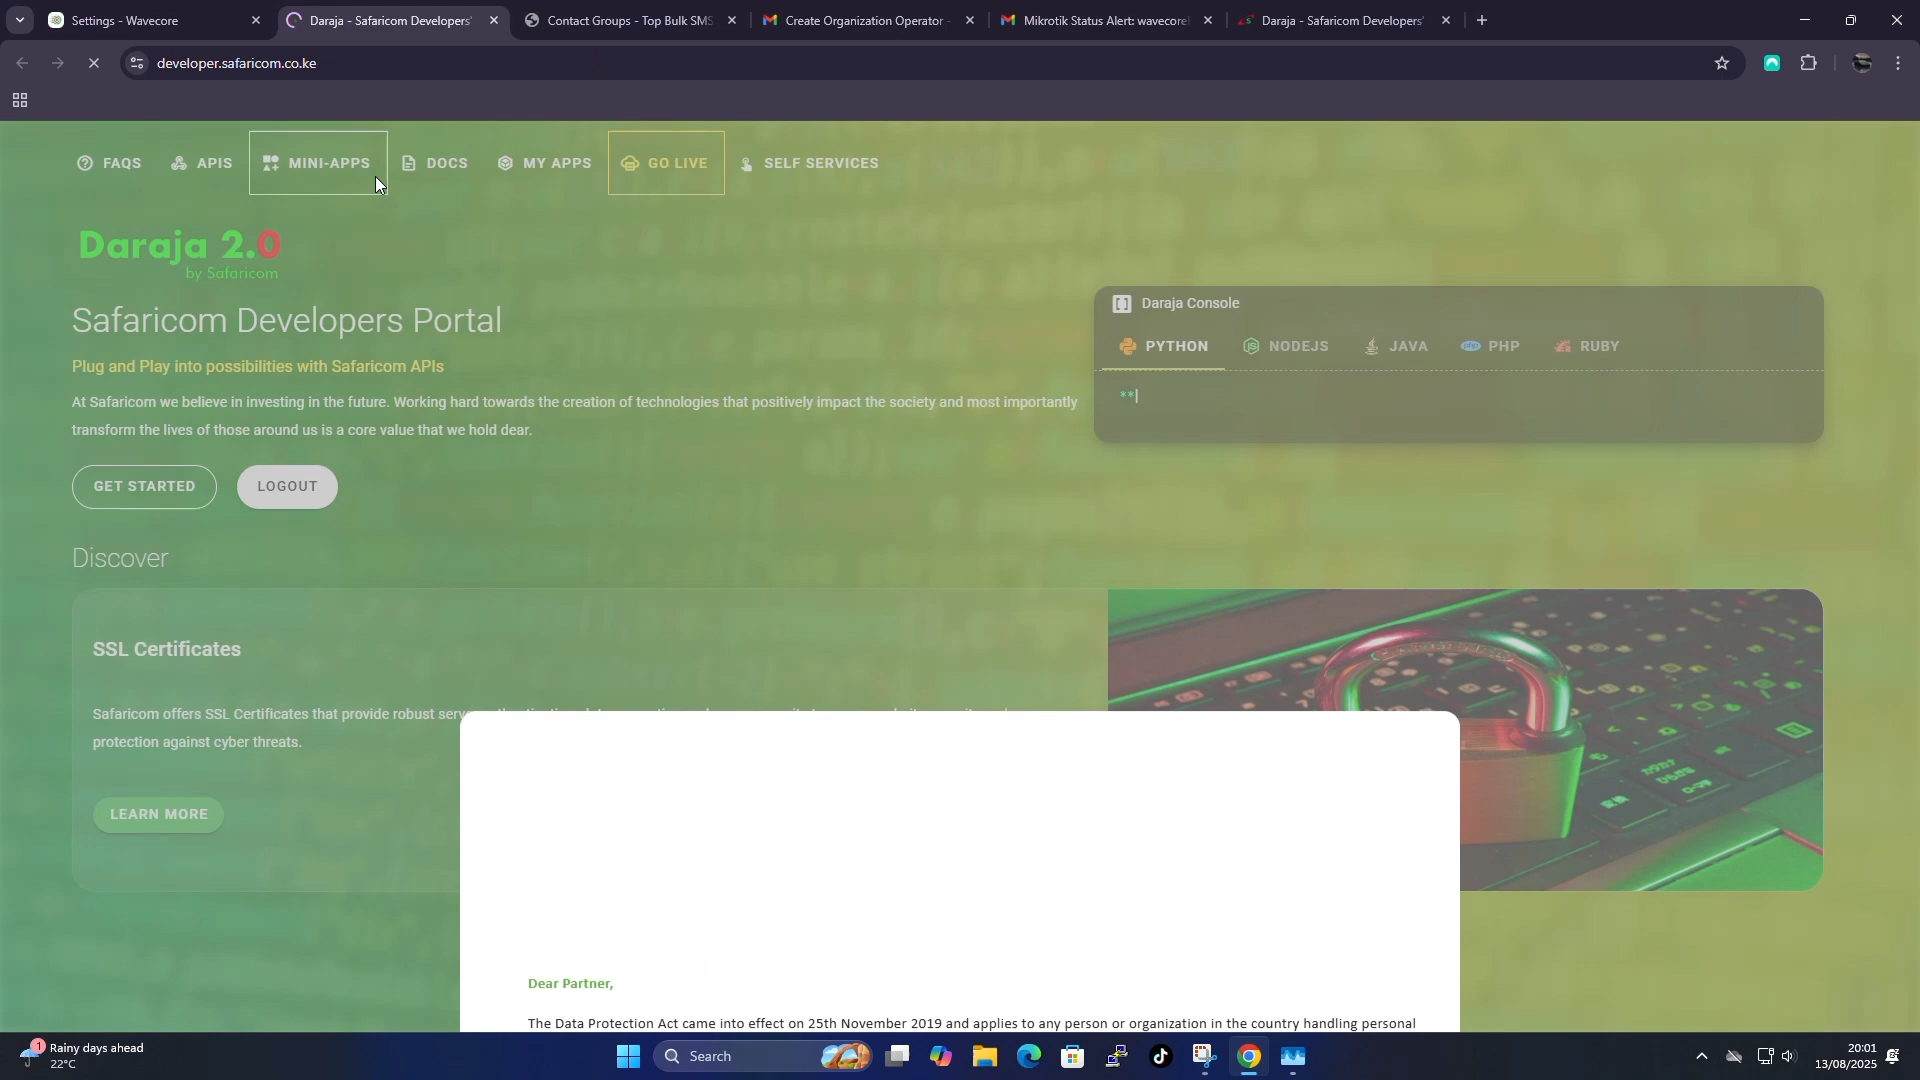 Settings - Wavecore
Daraja - Safaricom Developers'
Contact Groups - Top Bulk SMS
Create Organization Operator -
Mikrotik Status Alert: wavecore
Daraja - Safaricom Developers'
developer.safaricom.co.ke
FAQS
APIS
MINI-APPS
DOCS
MY APPS
GO LIVE
SELF SERVICES
Daraja 2.0
by Safaricom
Safaricom Developers Portal
Plug and Play into possibilities with Safaricom APIs
At Safaricom we believe in investing in the future. Working hard towards the creation of technologies that positively impact the society and most importantly
transform the lives of those around us is a core value that we hold dear.
GET STARTED
LOGOUT
Daraja Console
PYTHON
NODEJS
JAVA
PHP
RUBY
**|
Discover
SSL Certificates
Safaricom offers SSL Certificates that provide robust
protection against cyber threats.
LEARN MORE
Dear Partner,
The Data Protection Act came into effect on 25th November 2019 and applies to any person or organization in the country handling personal
1
Rainy days ahead
22°C
Search
20:01
13/08/2025